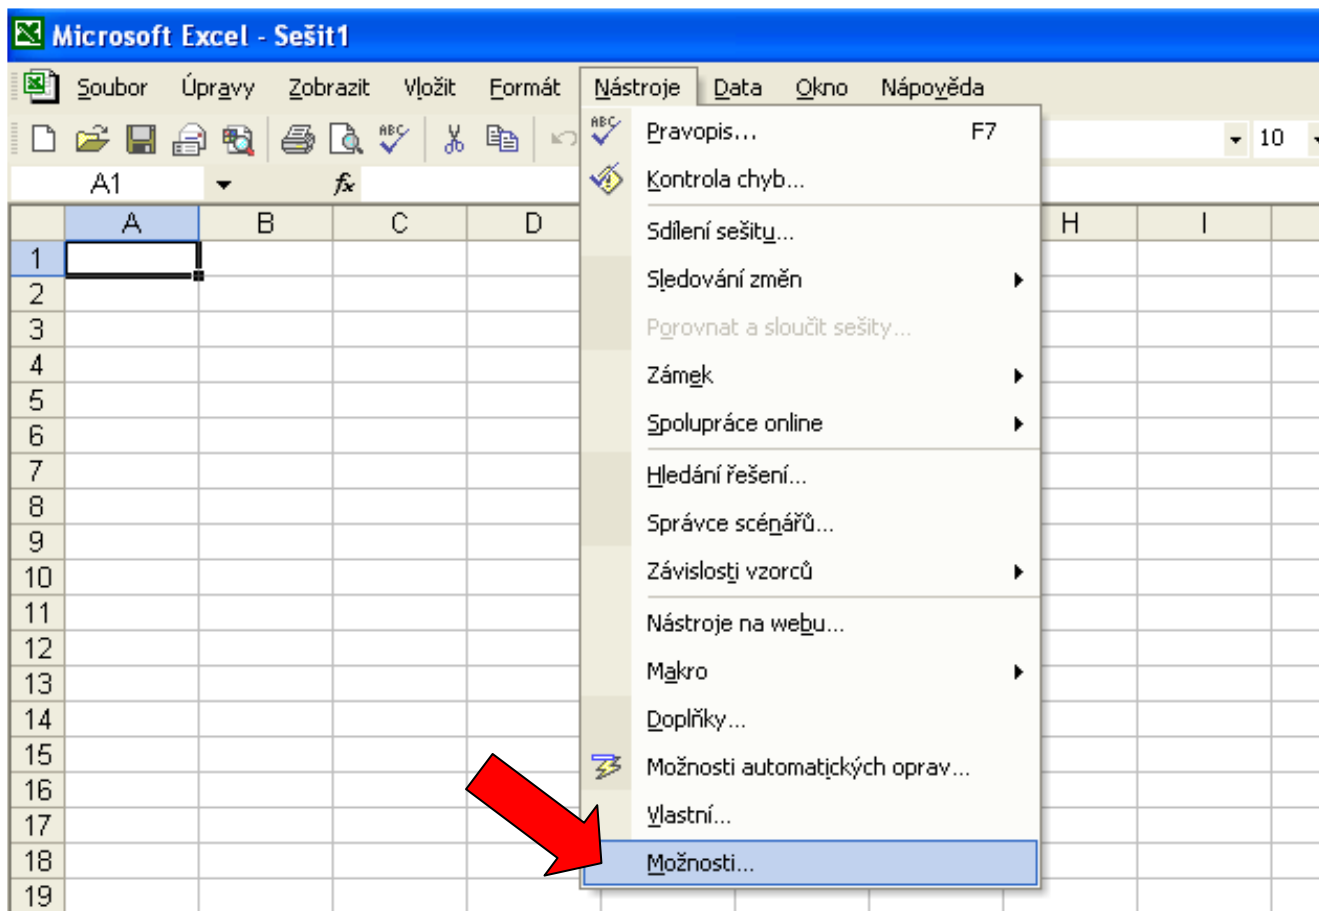 Microsoft Excel - Sešit1
Soubor Úpravy Zobrazit Vložit Formát Nástroje Data Okno Nápověda
ABC 10
A1 fx
A B C D H I
1
2
3
4
5
6
7
8
9
10
11
12
13
14
15
16
17
18
19
ABC Pravopis... F7
Kontrola chyb...
Sdílení sešitu...
Sledování změn
Porovnat a sloučit sešity...
Zámek
Spolupráce online
Hledání řešení...
Správce scénářů...
Závislosti vzorců
Nástroje na webu...
Makro
Doplňky...
Možnosti automatických oprav...
Vlastní...
Možnosti...